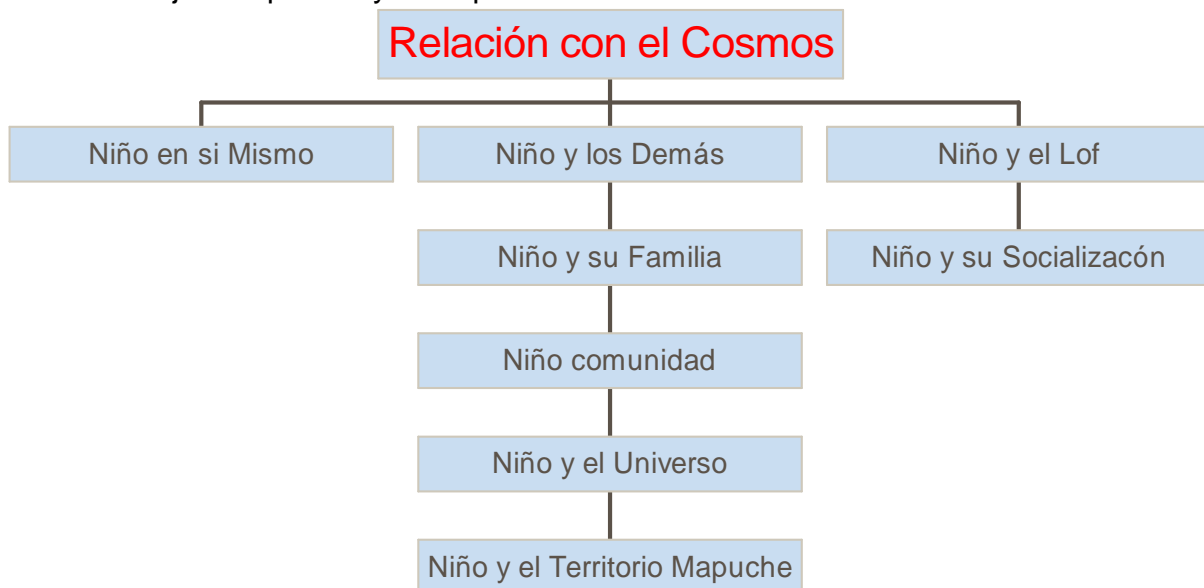 Relación con el Cosmos
Niño en si Mismo
Niño y los Demás
Niño y el Lof
Niño y su Familia
Niño y su Socializacón
Niño comunidad
Niño y el Universo
Niño y el Territorio Mapuche